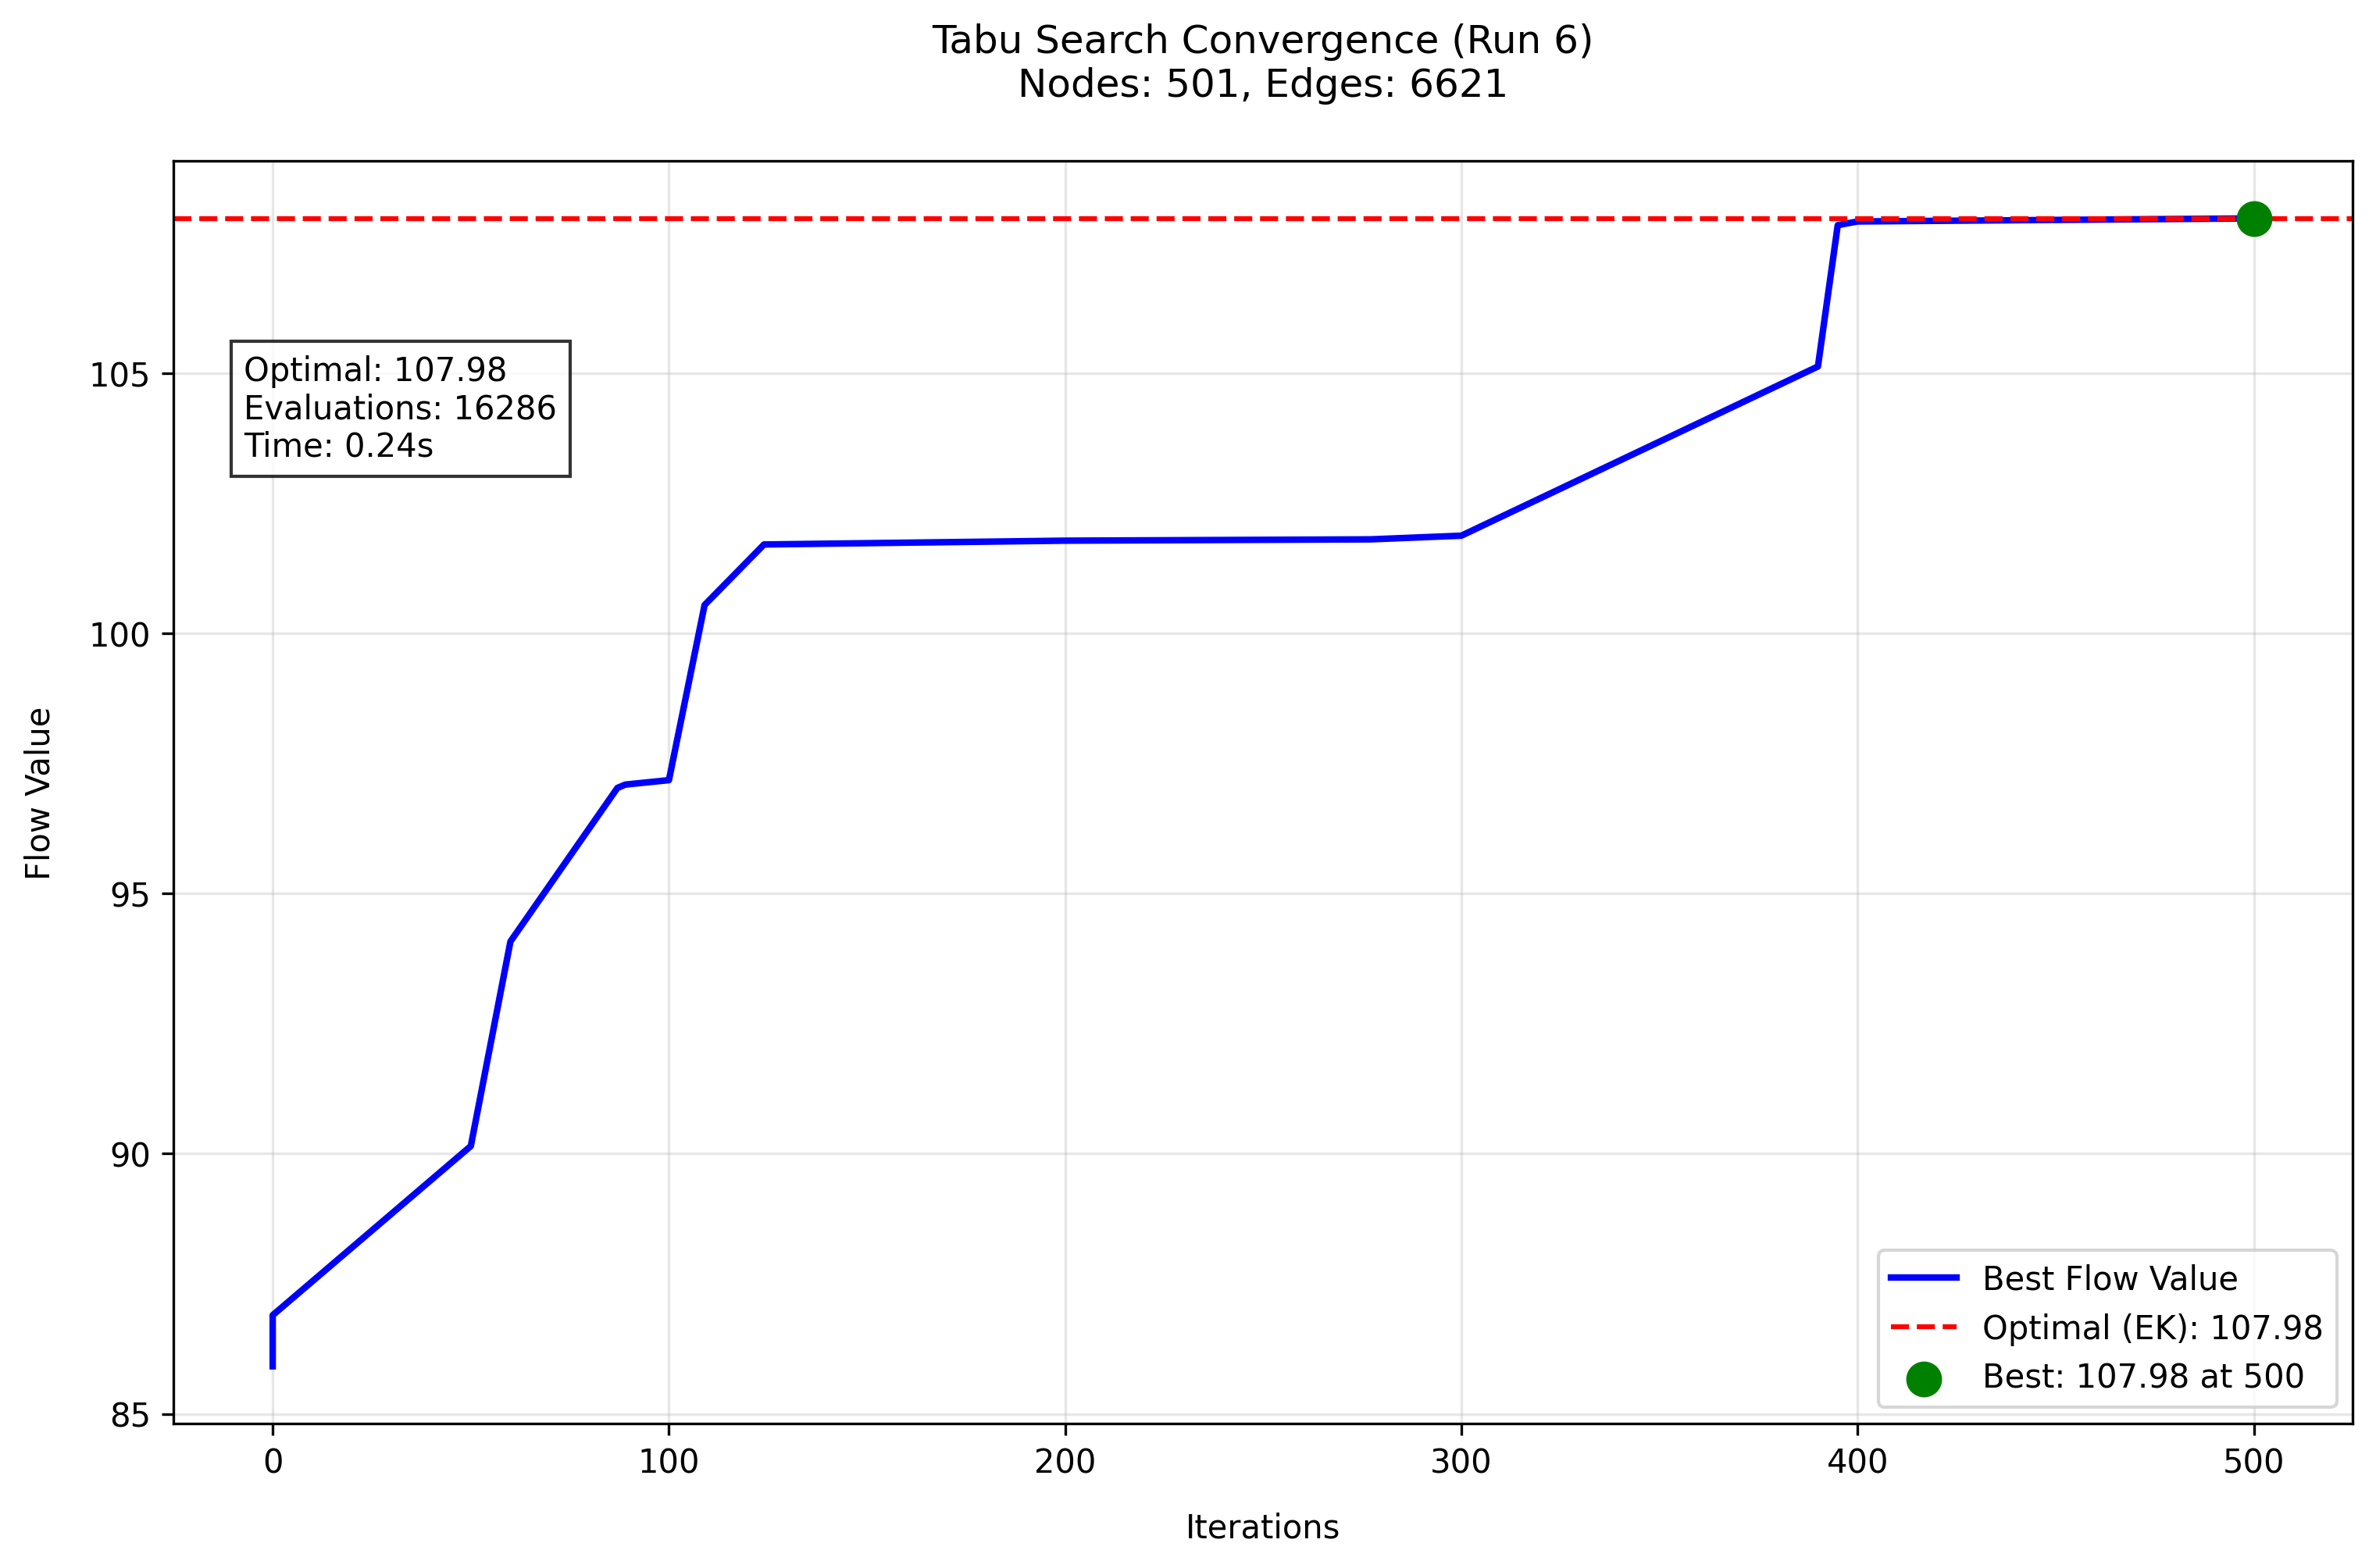 Tabu Search Convergence (Run 6)
Nodes: 501, Edges: 6621
Flow Value
105
100
95
90
85
Optimal: 107.98
Evaluations: 16286
Time: 0.24s
Best Flow Value
Optimal (EK): 107.98
Best: 107.98 at 500
0 100 200 300 400 500
Iterations